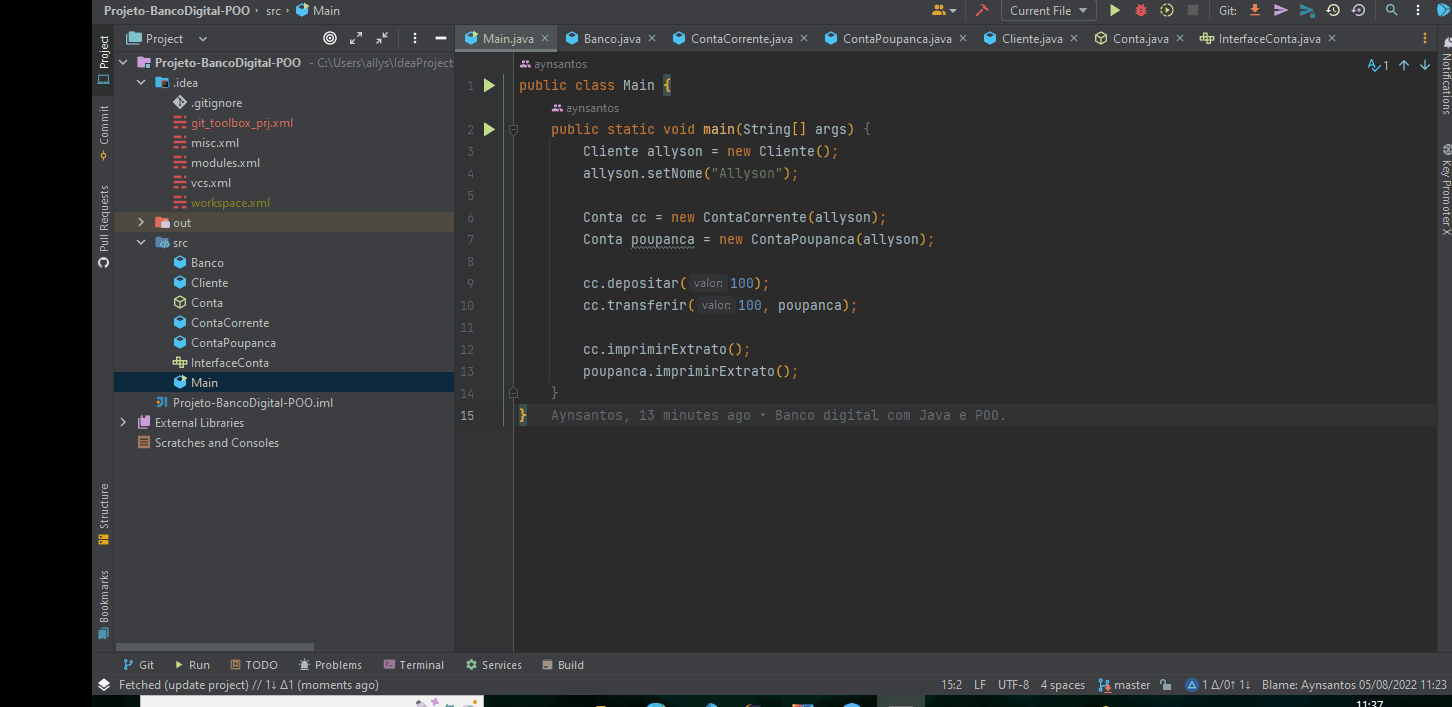 Projeto-BancoDigital-POO › src › Main
Current File
Git:
Project
Main.java
Banco.java
ContaCorrente.java
ContaPoupanca.java
Cliente.java
Conta.java
InterfaceConta.java
Project
Commit
Pull Requests
Structure
Bookmarks
Projeto-BancoDigital-POO - C:\Users\allys\IdeaProject
.idea
.gitignore
git_toolbox_prj.xml
misc.xml
modules.xml
vcs.xml
workspace.xml
out
src
Banco
Cliente
Conta
ContaCorrente
ContaPoupanca
InterfaceConta
Main
Projeto-BancoDigital-POO.iml
External Libraries
Scratches and Consoles
aynsantos
1 public class Main {
aynsantos
2 public static void main(String[] args) {
3 Cliente allyson = new Cliente();
4 allyson.setNome("Allyson");
5
6 Conta cc = new ContaCorrente(allyson);
7 Conta poupanca = new ContaPoupanca(allyson);
8
9 cc.depositar( valor: 100);
10 cc.transferir( valor: 100, poupanca);
11
12 cc.imprimirExtrato();
13 poupanca.imprimirExtrato();
14 }
15 } Aynsantos, 13 minutes ago • Banco digital com Java e POO.
1
Notifications
Key Promoter X
Git
Run
TODO
Problems
Terminal
Services
Build
Fetched (update project) // 1↓ Δ1 (moments ago)
15:2 LF UTF-8 4 spaces master 1 Δ/0↑ 1↓ Blame: Aynsantos 05/08/2022 11:23
11:37